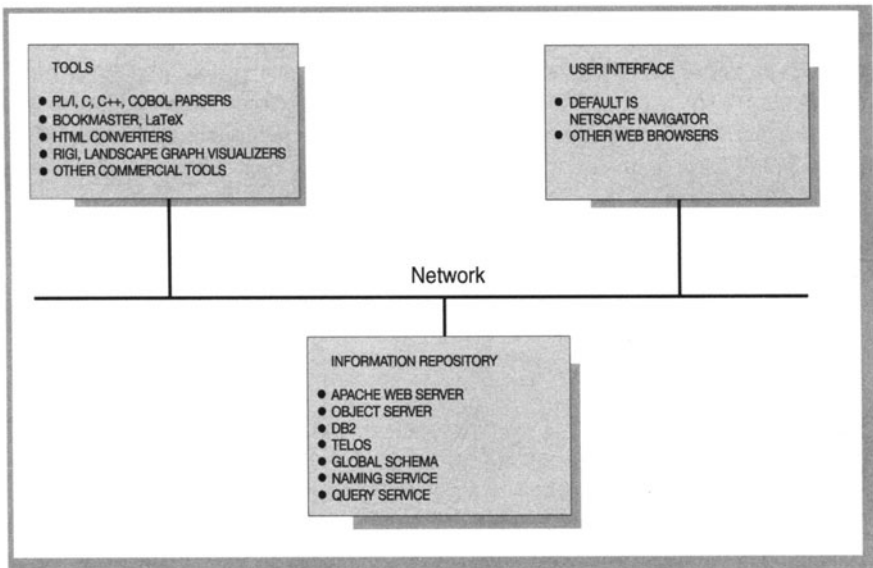 TOOLS
● PL/I, C, C++, COBOL PARSERS
● BOOKMASTER, LaTeX
● HTML CONVERTERS
● RIGI, LANDSCAPE GRAPH VISUALIZERS
● OTHER COMMERCIAL TOOLS
USER INTERFACE
● DEFAULT IS
NETSCAPE NAVIGATOR
● OTHER WEB BROWSERS
Network
INFORMATION REPOSITORY
● APACHE WEB SERVER
● OBJECT SERVER
● DB2
● TELOS
● GLOBAL SCHEMA
● NAMING SERVICE
● QUERY SERVICE